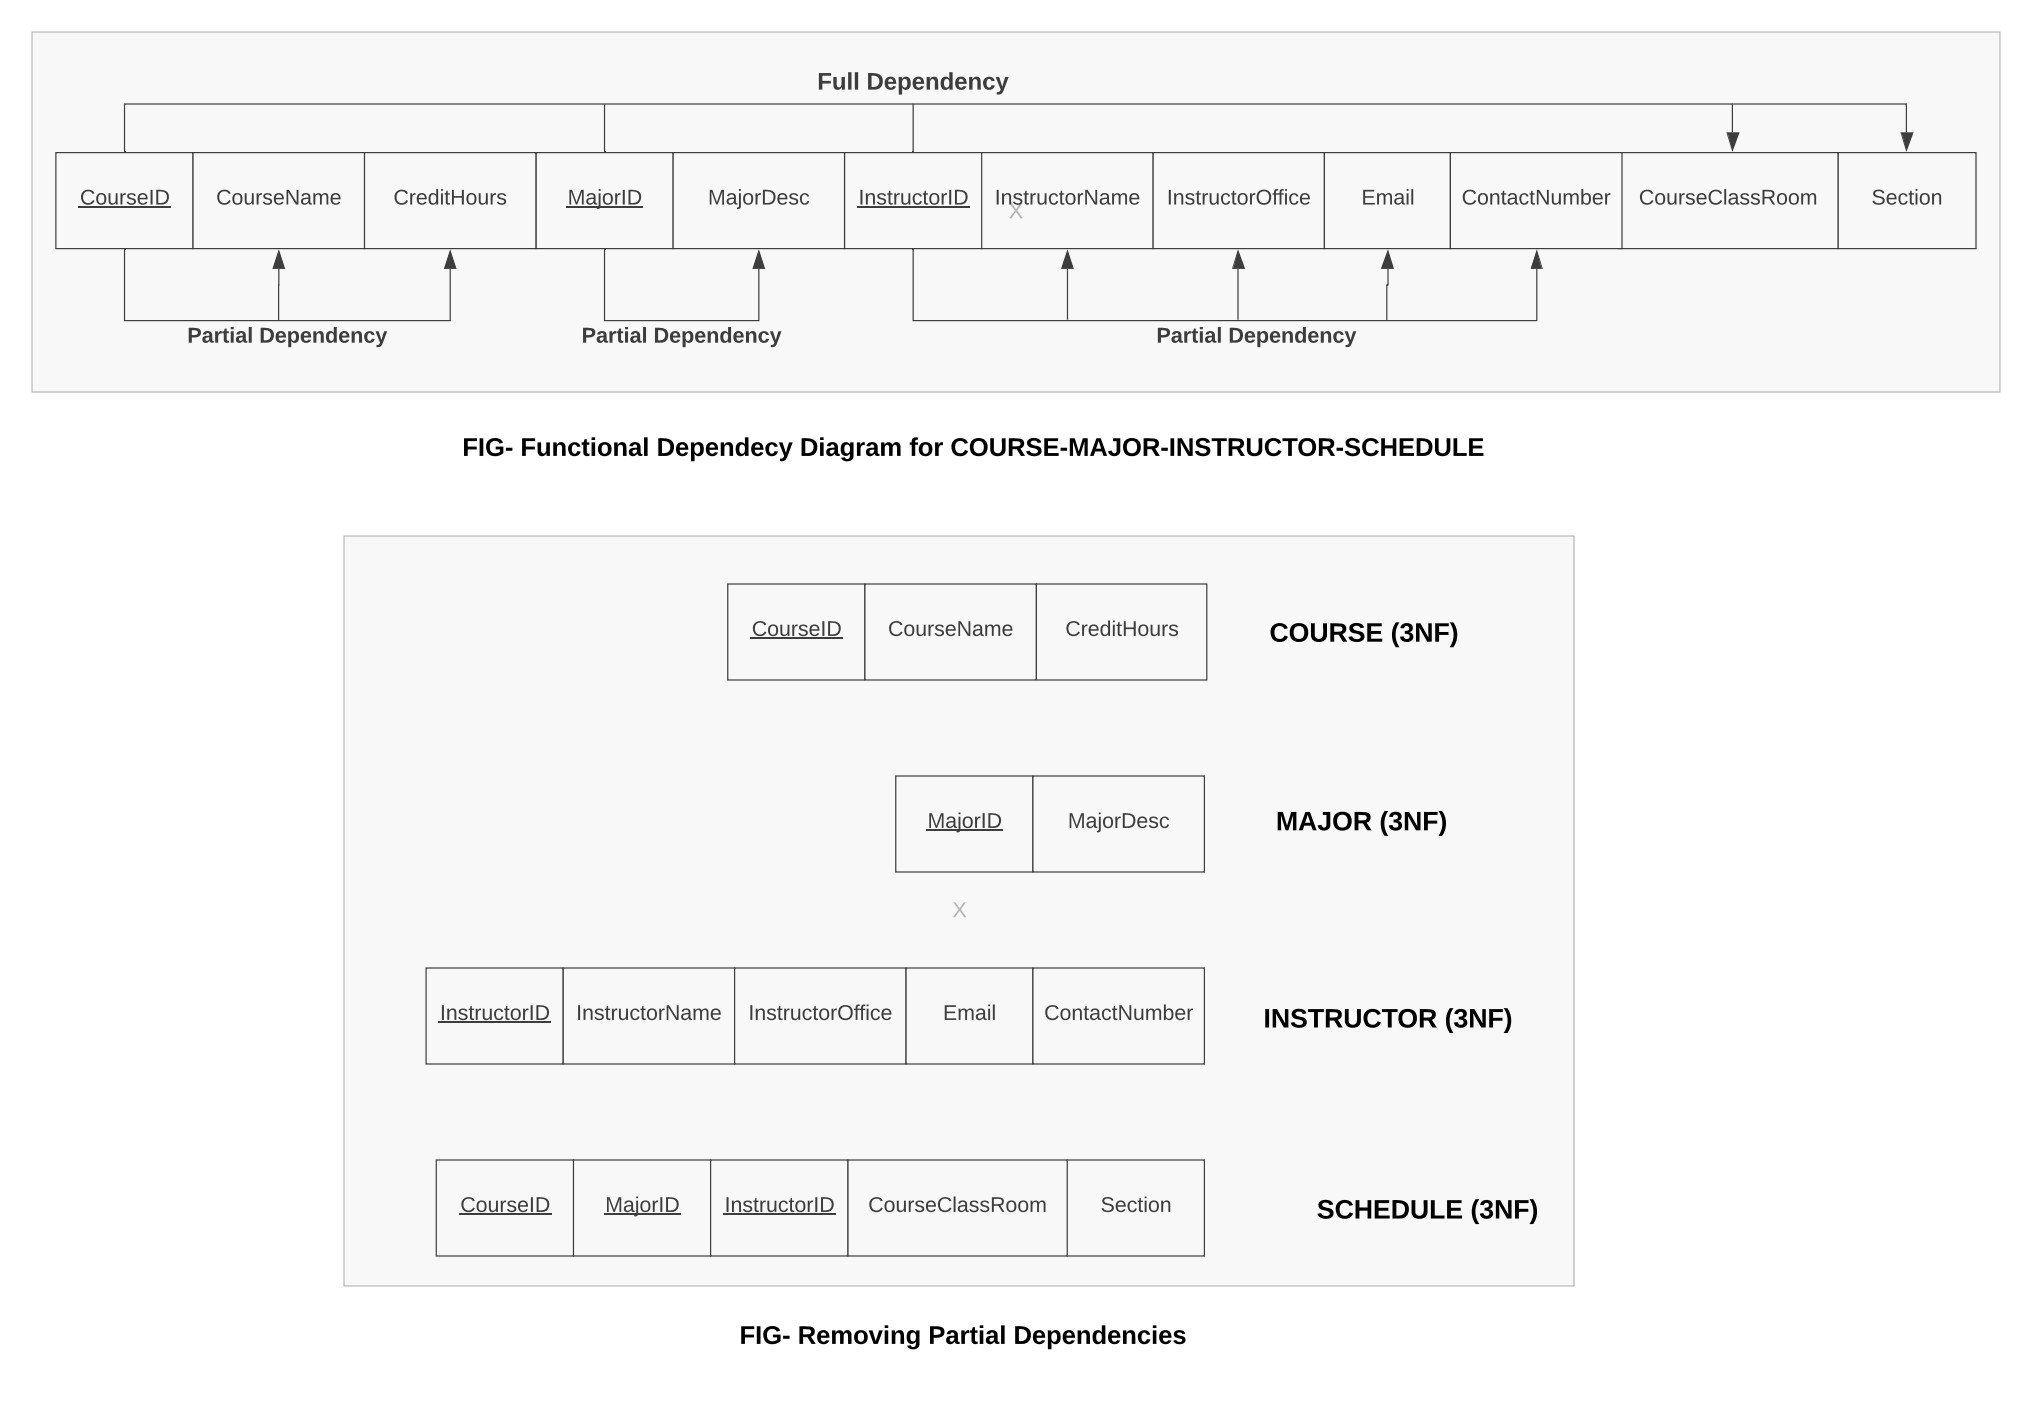 Full Dependency
CourseID CourseName CreditHours MajorID MajorDesc InstructorID InstructorName InstructorOffice Email ContactNumber CourseClassRoom Section
X
Partial Dependency Partial Dependency Partial Dependency
FIG- Functional Dependecy Diagram for COURSE-MAJOR-INSTRUCTOR-SCHEDULE
CourseID CourseName CreditHours COURSE (3NF)
MajorID MajorDesc MAJOR (3NF)
X
InstructorID InstructorName InstructorOffice Email ContactNumber INSTRUCTOR (3NF)
CourseID MajorID InstructorID CourseClassRoom Section SCHEDULE (3NF)
FIG- Removing Partial Dependencies